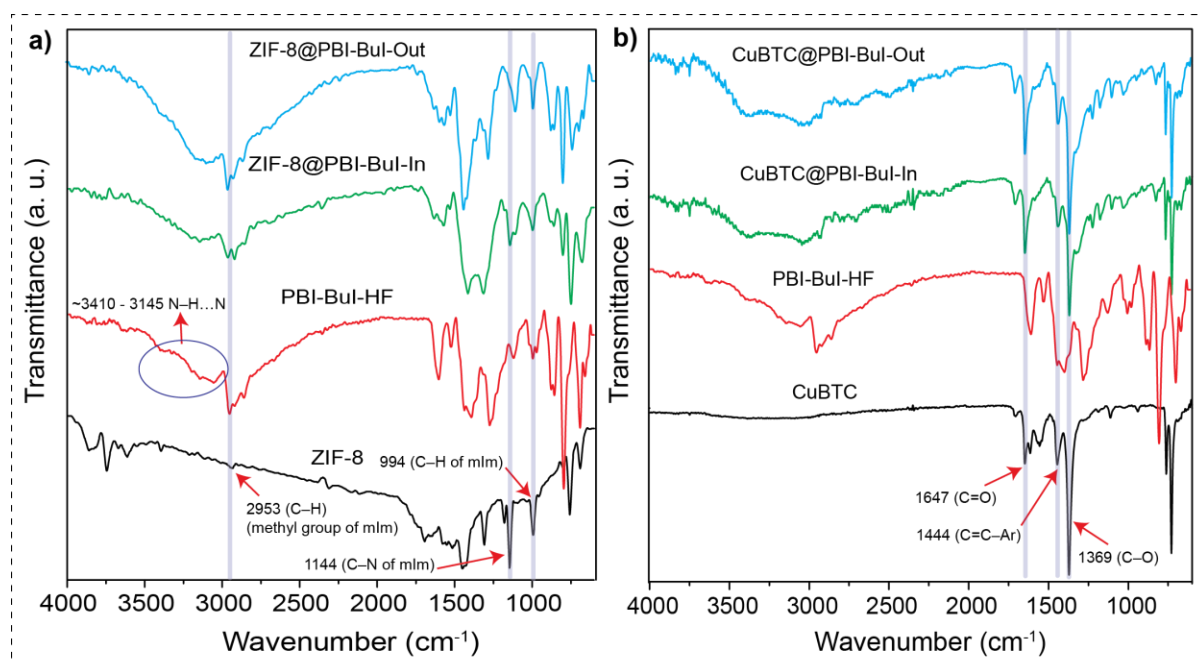 a)
ZIF-8@PBI-BuI-Out
ZIF-8@PBI-BuI-In
PBI-BuI-HF
~3410 - 3145 N–H...N
ZIF-8
994 (C–H of mIm)
2953 (C–H)
(methyl group of mIm)
1144 (C–N of mIm)
Transmittance (a. u.)
4000 3500 3000 2500 2000 1500 1000
Wavenumber (cm⁻¹)
b)
CuBTC@PBI-BuI-Out
CuBTC@PBI-BuI-In
PBI-BuI-HF
CuBTC
1647 (C=O)
1444 (C=C–Ar)
1369 (C–O)
Transmittance (a. u.)
4000 3500 3000 2500 2000 1500 1000
Wavenumber (cm⁻¹)